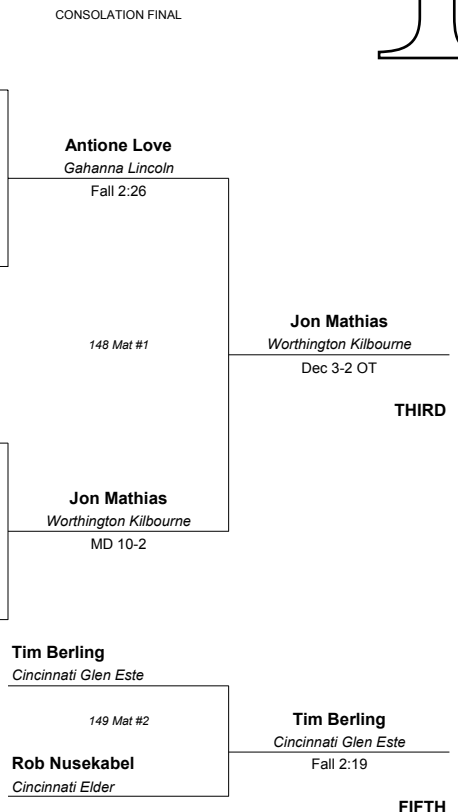 CONSOLATION FINAL
Antione Love
Gahanna Lincoln
Fall 2:26
148 Mat #1
Jon Mathias
Worthington Kilbourne
Dec 3-2 OT
THIRD
Jon Mathias
Worthington Kilbourne
MD 10-2
Tim Berling
Cincinnati Glen Este
149 Mat #2
Tim Berling
Cincinnati Glen Este
Fall 2:19
Rob Nusekabel
Cincinnati Elder
FIFTH